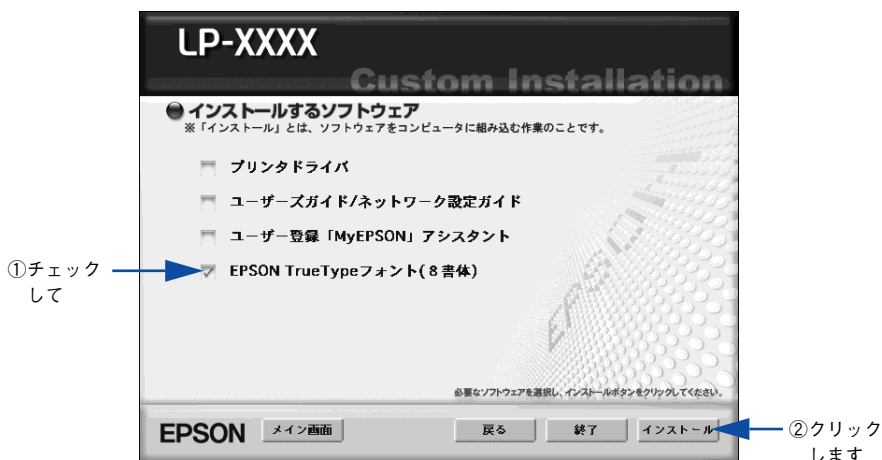 LP-XXXX
Custom Installation
インストールするソフトウェア
※「インストール」とは、ソフトウェアをコンピュータに組み込む作業のことです。
プリンタドライバ
ユーザーズガイド/ネットワーク設定ガイド
ユーザー登録「MyEPSON」アシスタント
①チェック
して
EPSON TrueTypeフォント(8書体)
EPSON
必要なソフトウェアを選択し、インストールボタンをクリックしてください。
EPSON
メイン画面
戻る
終了
インストール
②クリック
します